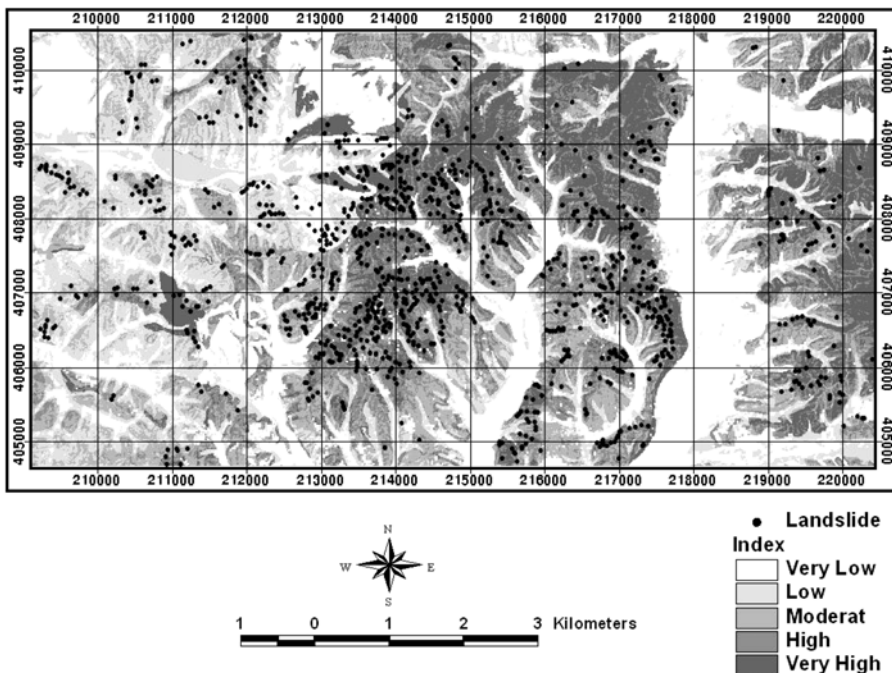 210000 211000 212000 213000 214000 215000 216000 217000 218000 219000 220000
410000 410000
409000 409000
408000 408000
407000 407000
406000 406000
405000 405000
210000 211000 212000 213000 214000 215000 216000 217000 218000 219000 220000
N
W E
S
1 0 1 2 3 Kilometers
Landslide
Index
Very Low
Low
Moderat
High
Very High